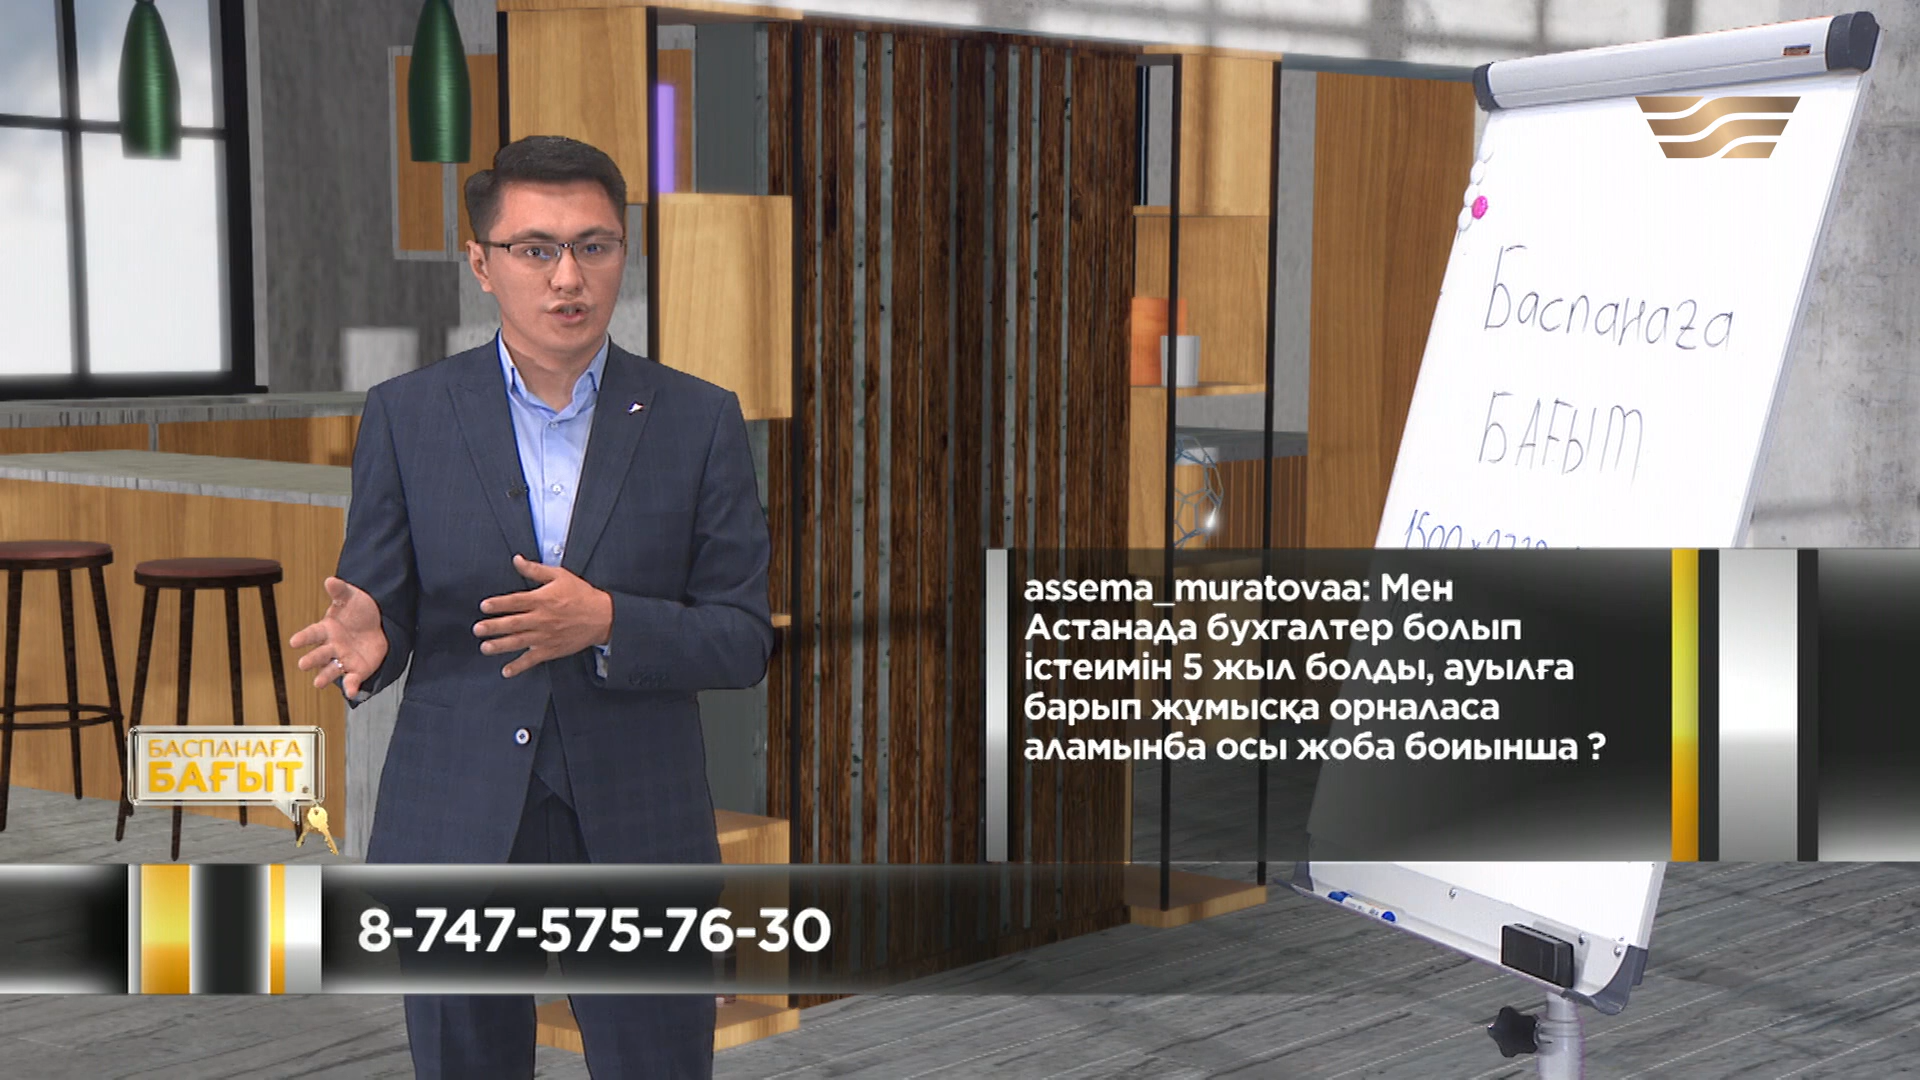 Баспанаға
БАҒЫТ
assema_muratovaa: Мен
Астанада бухгалтер болып
істеимін 5 жыл болды, ауылға
барып жұмысқа орналаса
аламынба осы жоба боиынша ?
БАСПАНАҒА
БАҒЫТ.
8-747-575-76-30